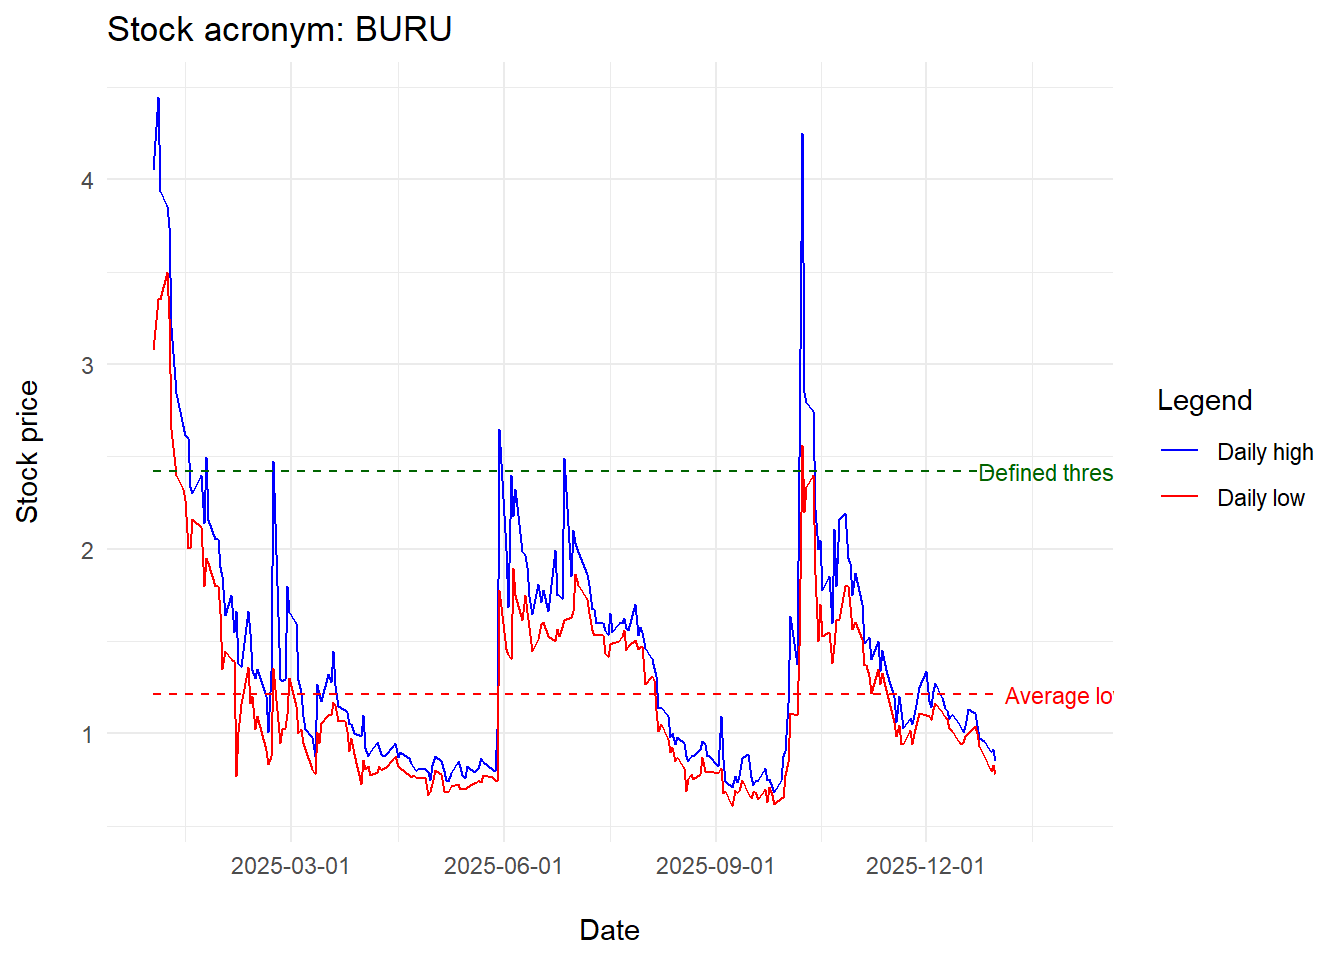 Stock acronym: BURU
Stock price
4
3
2
1
Defined thres
Average lo
2025-03-01
2025-06-01
2025-09-01
2025-12-01
Date
Legend
Daily high
Daily low